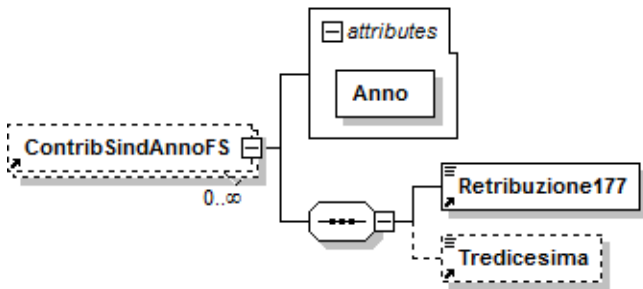 attributes
Anno
ContribSindAnnoFS
0..∞
Retribuzione177
Tredicesima